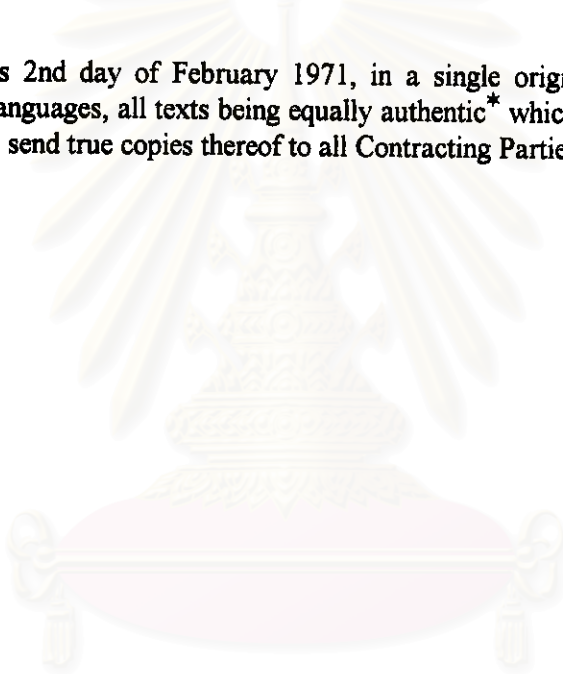 s 2nd day of February 1971, in a single orig
anguages, all texts being equally authentic* whic
send true copies thereof to all Contracting Partie